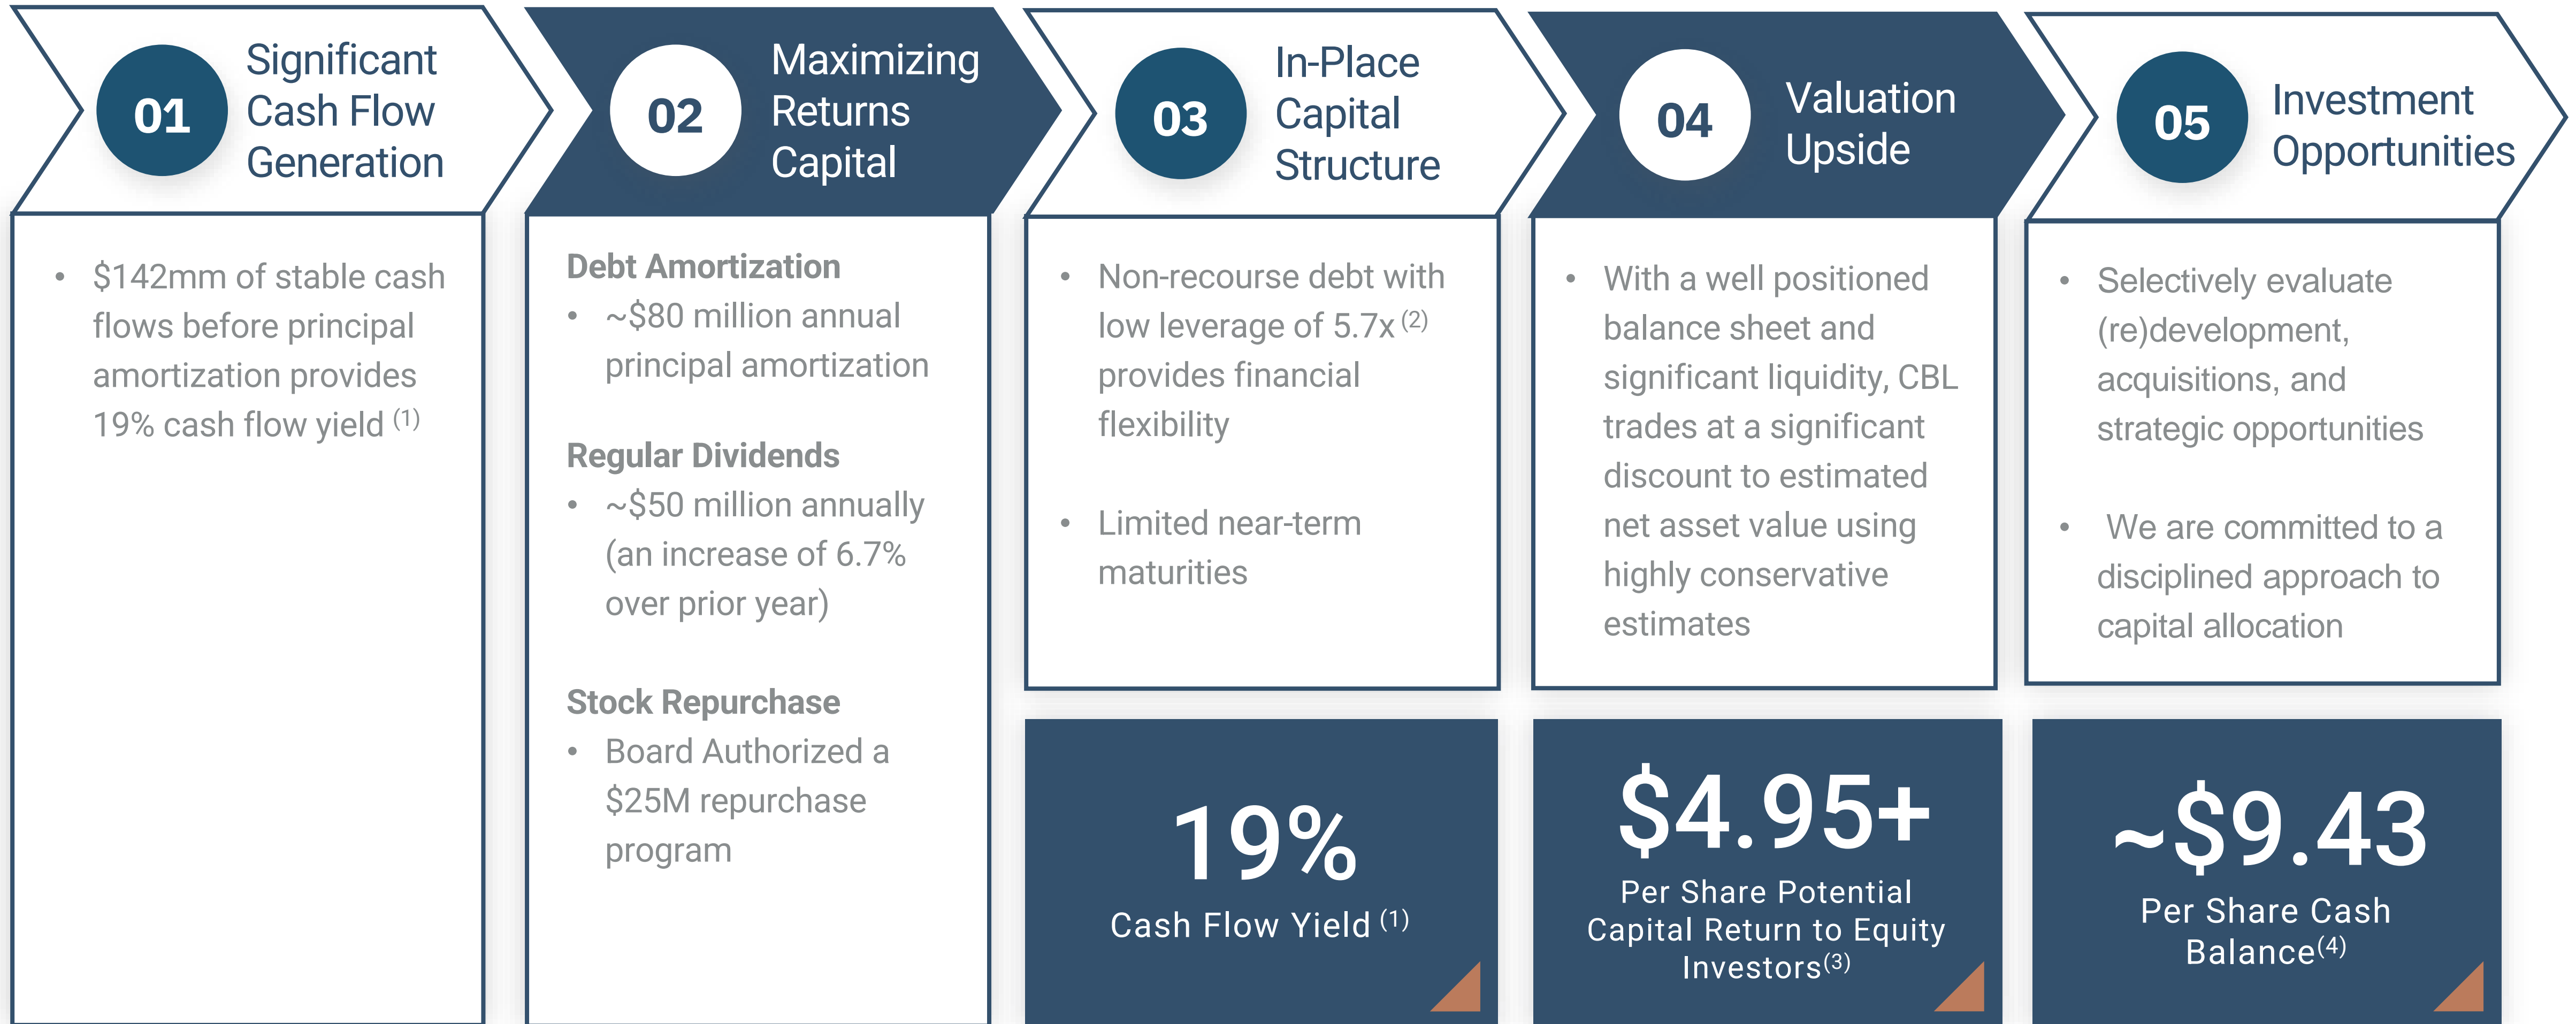 01
Significant
Cash Flow
Generation
• $142mm of stable cash
flows before principal
amortization provides
19% cash flow yield (1)
02
Maximizing
Returns
Capital
Debt Amortization
• ~$80 million annual
principal amortization
Regular Dividends
• ~$50 million annually
(an increase of 6.7%
over prior year)
Stock Repurchase
• Board Authorized a
$25M repurchase
program
03
In-Place
Capital
Structure
• Non-recourse debt with
low leverage of 5.7x (2)
provides financial
flexibility
• Limited near-term
maturities
19%
Cash Flow Yield (1)
04
Valuation
Upside
• With a well positioned
balance sheet and
significant liquidity, CBL
trades at a significant
discount to estimated
net asset value using
highly conservative
estimates
$4.95+
Per Share Potential
Capital Return to Equity
Investors(3)
05
Investment
Opportunities
• Selectively evaluate
(re)development,
acquisitions, and
strategic opportunities
• We are committed to a
disciplined approach to
capital allocation
~$9.43
Per Share Cash
Balance(4)